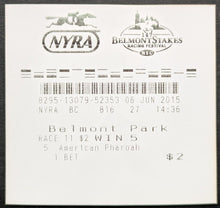 NYRA
BELMONT STAKES
RACING FESTIVAL
NYRA
8295-13079-52353 06 JUN 2015
NYRA BC 816 27 14:36
Belmont Park
RACE 11 $2 WIN 5
5 American Pharoah
1 BET
$2